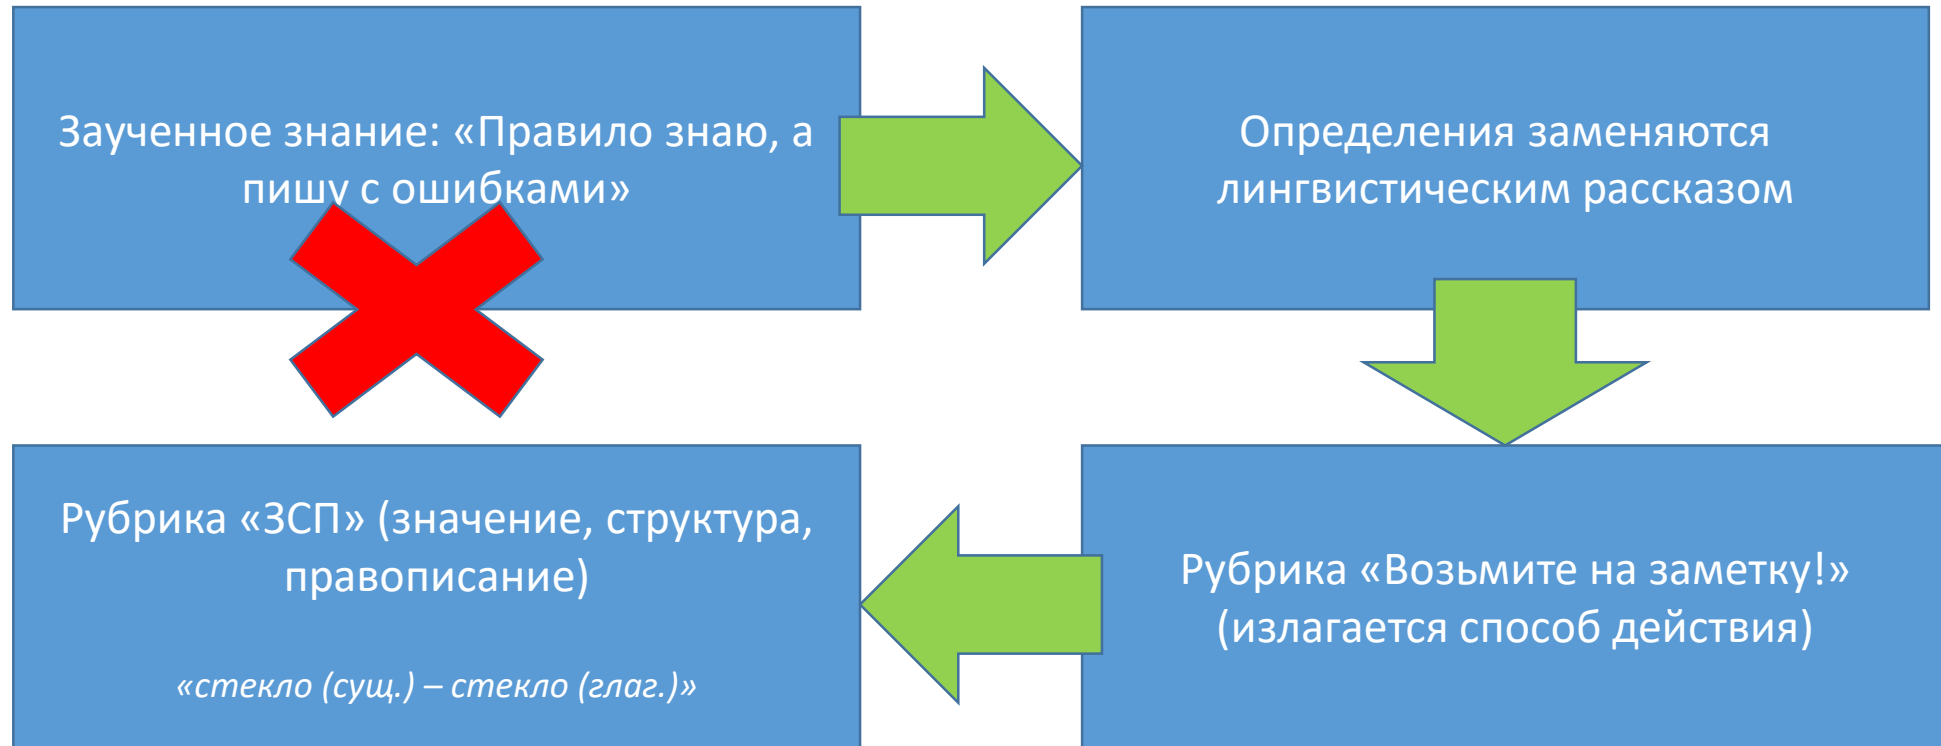 Заученное знание: «Правило знаю, а
пишу с ошибками»
Определения заменяются
лингвистическим рассказом
Рубрика «ЗСП» (значение, структура,
правописание)
«стекло (сущ.) – стекло (глаг.)»
Рубрика «Возьмите на заметку!»
(излагается способ действия)